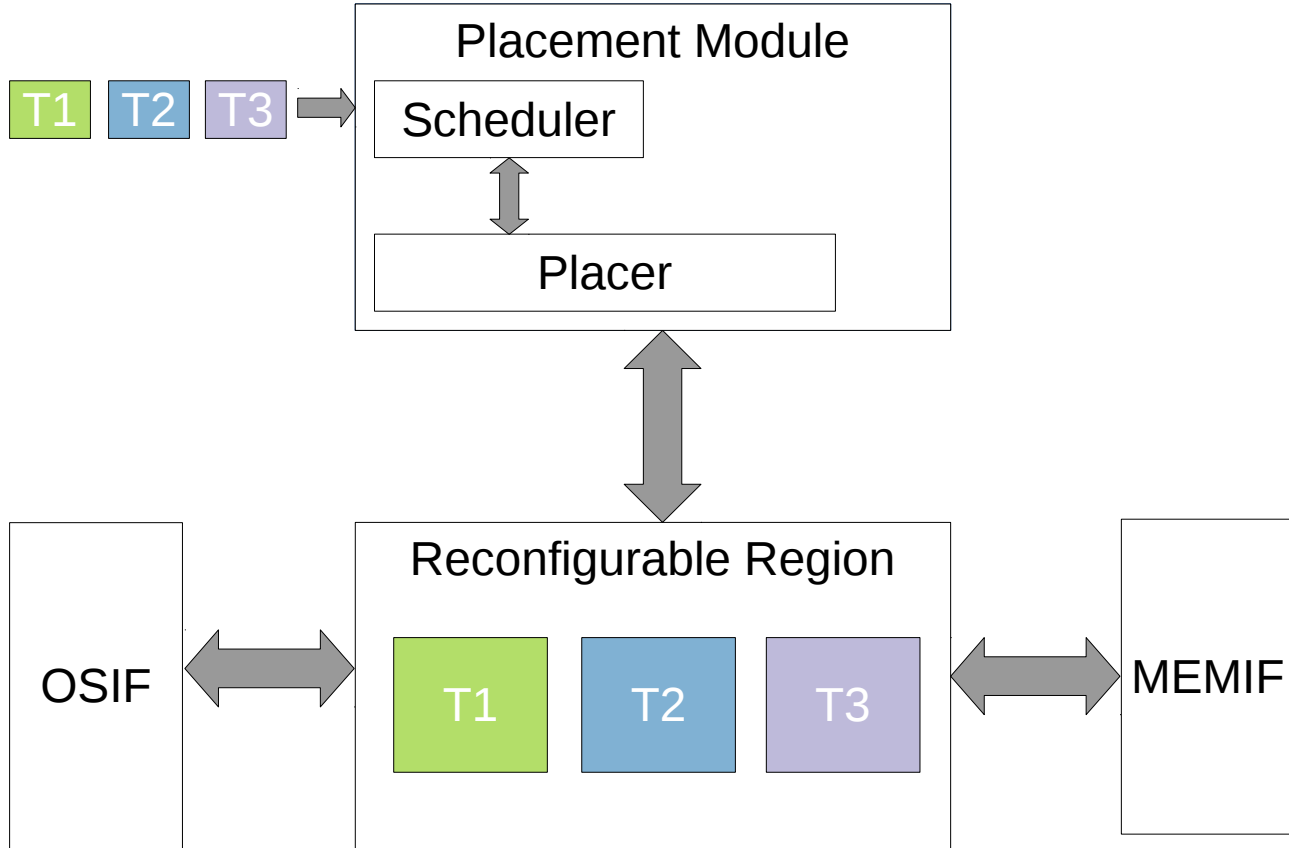 Placement Module
T1 T2 T3
Scheduler
Placer
Reconfigurable Region
OSIF
T1 T2 T3
MEMIF